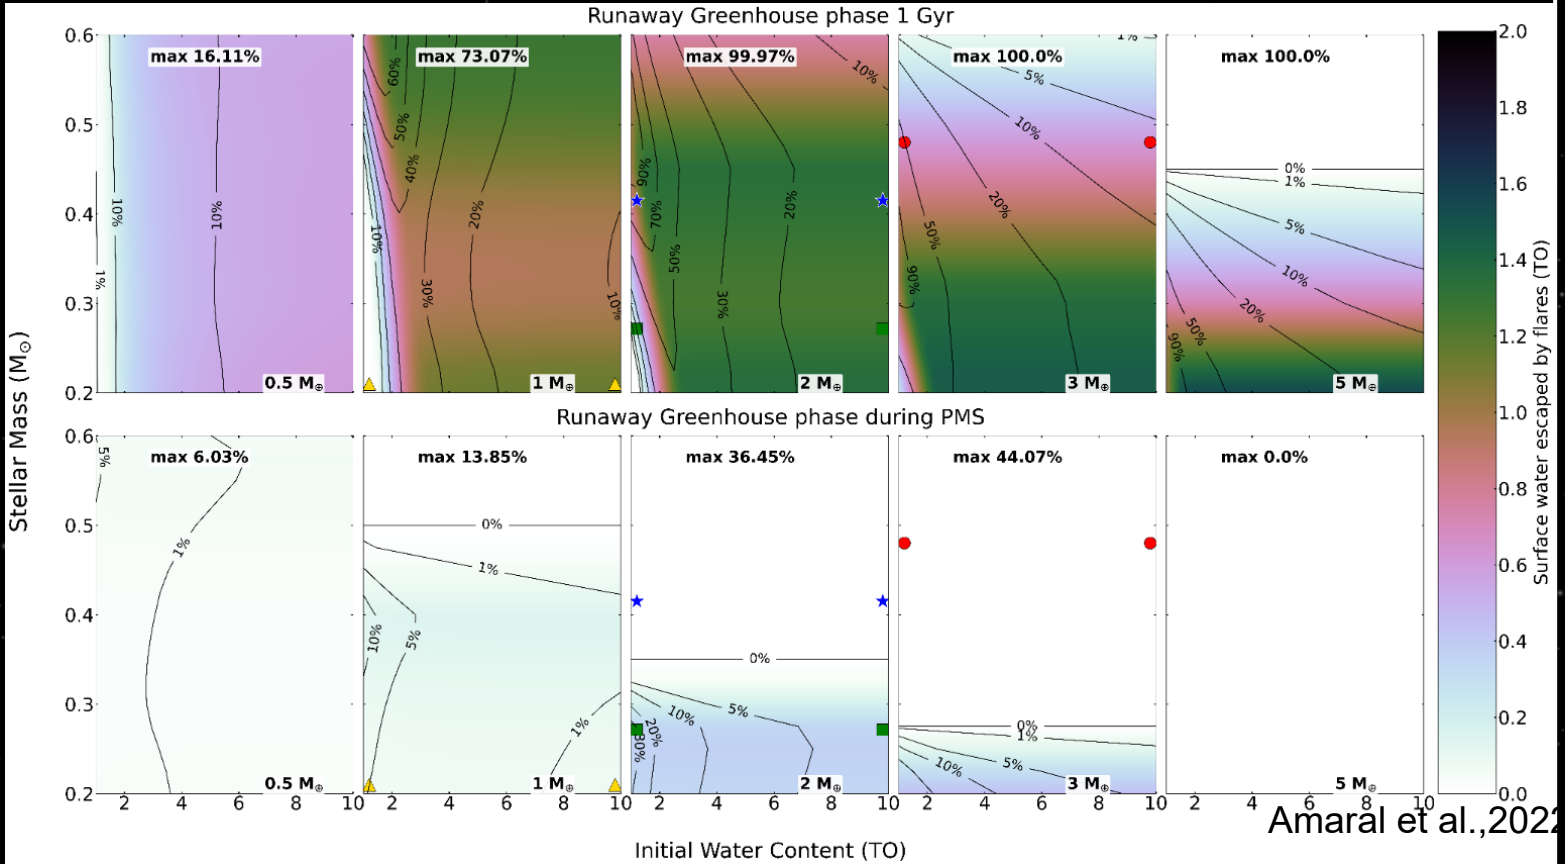 Runaway Greenhouse phase 1 Gyr
max 16.11%
max 73.07%
max 99.97%
max 100.0%
max 100.0%
0.6
0.5
0.4
0.3
0.2
1%
10%
10%
0.5 M⊕
60%
50%
40%
10%
20%
30%
10%
1 M⊕
10%
90%
70%
50%
20%
30%
2 M⊕
1%
5%
10%
20%
50%
90%
3 M⊕
0%
1%
5%
10%
20%
50%
90%
5 M⊕
Stellar Mass (M⊙)
Runaway Greenhouse phase during PMS
max 6.03%
max 13.85%
max 36.45%
max 44.07%
max 0.0%
0.6
0.5
0.4
0.3
0.2
5%
1%
0.5 M⊕
0%
1%
10%
5%
1%
1 M⊕
0%
5%
10%
20%
2 M⊕
0%
1%
5%
10%
3 M⊕
5 M⊕
2 4 6 8 10
2 4 6 8 10
2 4 6 8 10
2 4 6 8 10
2 4 6 8 10
Initial Water Content (TO)
2.0
1.8
1.6
1.4
1.2
1.0
0.8
0.6
0.4
0.2
0.0
Surface water escaped by flares (TO)
Amaral et al.,2022